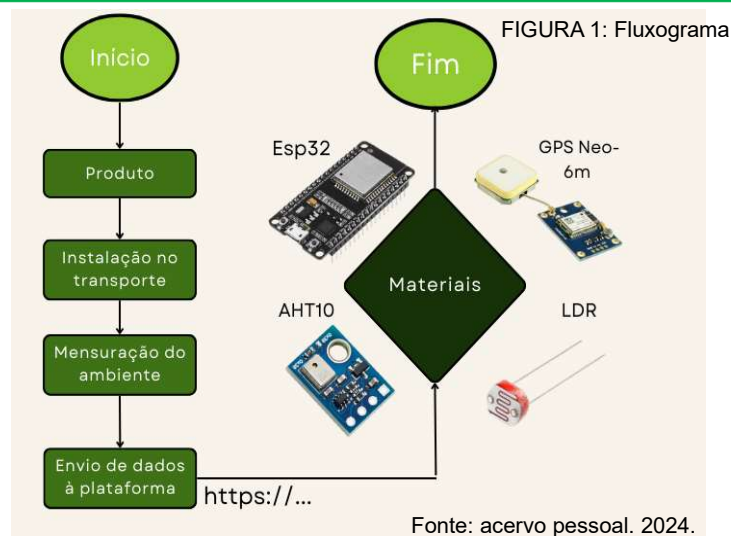 FIGURA 1: Fluxograma
Início
Fim
Produto
Instalação no
transporte
Mensuração do
ambiente
Envio de dados
à plataforma
https://...
Esp32
GPS Neo-
6m
Materiais
AHT10
LDR
Fonte: acervo pessoal. 2024.